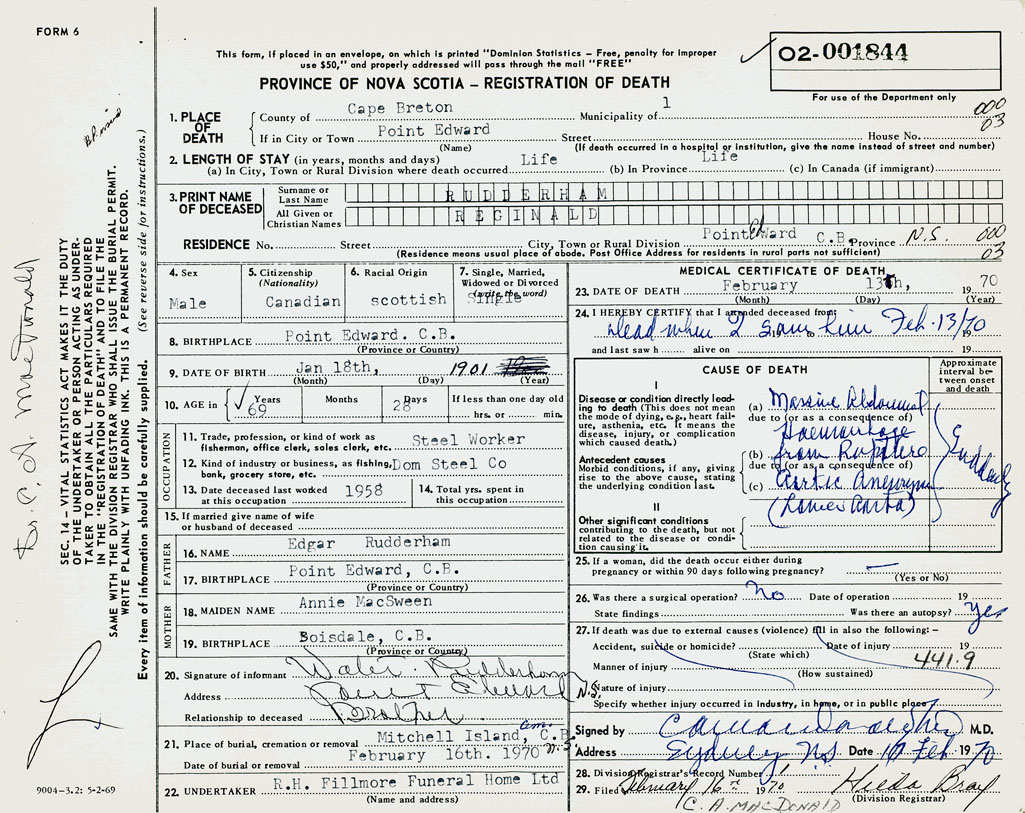 FORM 6
O2-001844
This form, if placed in an envelope, on which is printed "Dominion Statistics – Free, penalty for improper
use $50," and properly addressed will pass through the mail "FREE"
PROVINCE OF NOVA SCOTIA – REGISTRATION OF DEATH
For use of the Department only
1. PLACE OF DEATH
County of Cape Breton Municipality of 1 000
If in City or Town Point Edward Street House No. 03
(Name) (If death occurred in a hospital or institution, give the name instead of street and number)
2. LENGTH OF STAY (in years, months and days)
(a) In City, Town or Rural Division where death occurred Life (b) In Province Life (c) In Canada (if immigrant)
3. PRINT NAME OF DECEASED
Surname or Last Name RUDDERHAM
All Given or Christian Names REGINALD
RESIDENCE No. Street City, Town or Rural Division Point Edward C.B. Province N.S. 000
(Residence means usual place of abode. Post Office Address for residents in rural parts not sufficient) 03
4. Sex Male
5. Citizenship (Nationality) Canadian
6. Racial Origin scottish
7. Single, Married, Widowed or Divorced (write the word) Single
8. BIRTHPLACE Point Edward. C.B.
(Province or Country)
9. DATE OF BIRTH Jan 18th, 1901
(Month) (Day) (Year)
10. AGE in Years 69 Months Days 28 If less than one day old hrs. or min.
OCCUPATION
11. Trade, profession, or kind of work as fisherman, office clerk, sales clerk, etc. Steel Worker
12. Kind of industry or business, as fishing, bank, grocery store, etc. Dom Steel Co
13. Date deceased last worked at this occupation 1958
14. Total yrs. spent in this occupation
15. If married give name of wife or husband of deceased
FATHER
16. NAME Edgar Rudderham
17. BIRTHPLACE Point Edward, C.B.
(Province or Country)
MOTHER
18. MAIDEN NAME Annie MacSween
19. BIRTHPLACE Boisdale, C.B.
(Province or Country)
20. Signature of informant Rudderham
Address Point Edward N.S.
Relationship to deceased Brother
21. Place of burial, cremation or removal Mitchell Island, C.B. N.S.
Date of burial or removal February 16th. 1970
22. UNDERTAKER R.H. Fillmore Funeral Home Ltd
(Name and address)
MEDICAL CERTIFICATE OF DEATH
23. DATE OF DEATH February 13th, 19 70
(Month) (Day) (Year)
24. I HEREBY CERTIFY that I attended deceased from
dead when I saw him Feb. 13/70 19
and last saw h alive on 19
CAUSE OF DEATH
Approximate interval between onset and death
I
Disease or condition directly leading to death (This does not mean the mode of dying, e.g., heart failure, asthenia, etc. It means the disease, injury, or complication which caused death.)
(a) Massive Abdominal
due to (or as a consequence of)
Haemorrhage
Antecedent causes
Morbid conditions, if any, giving rise to the above cause, stating the underlying condition last.
(b) from Rupture
due to (or as a consequence of)
(c) Aortic Aneurysm
(Lower Aorta)
Suddenly
II
Other significant conditions contributing to the death, but not related to the disease or condition causing it.
25. If a woman, did the death occur either during pregnancy or within 90 days following pregnancy? —
(Yes or No)
26. Was there a surgical operation? No Date of operation 19
State findings Was there an autopsy? Yes
27. If death was due to external causes (violence) fill in also the following: –
Accident, suicide or homicide? Date of injury 19
(State which) 441.9
Manner of injury
(How sustained)
Nature of injury
Specify whether injury occurred in industry, in home, or in public place
Signed by M.D.
Address Sydney N.S. Date 17 Feb 1970
28. Division Registrar's Record Number 1
29. Filed February 16th 1970 Hilda Bray
(Division Registrar)
C. A. MACDONALD
SEC. 14 – VITAL STATISTICS ACT MAKES IT THE DUTY
OF THE UNDERTAKER OR PERSON ACTING AS UNDER-
TAKER TO OBTAIN ALL THE PARTICULARS REQUIRED
IN THE "REGISTRATION OF DEATH" AND TO FILE THE
SAME WITH THE DIVISION REGISTRAR WHO SHALL ISSUE THE BURIAL PERMIT.
WRITE PLAINLY WITH UNFADING INK. THIS IS A PERMANENT RECORD.
Every item of information should be carefully supplied. (See reverse side for instructions.)
9004–3.2: 5-2-69